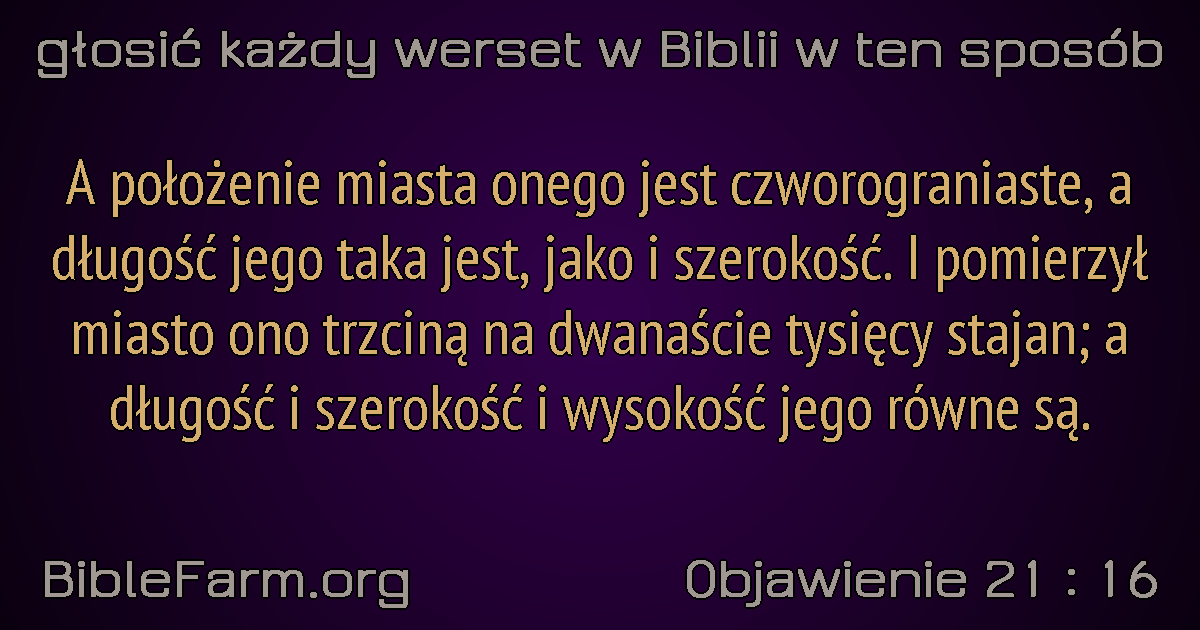 głosić każdy werset w Biblii w ten sposób
A położenie miasta onego jest czworograniaste, a
długość jego taka jest, jako i szerokość. I pomierzył
miasto ono trzciną na dwanaście tysięcy stajan; a
długość i szerokość i wysokość jego równe są.
BibleFarm.org
Objawienie 21 : 16